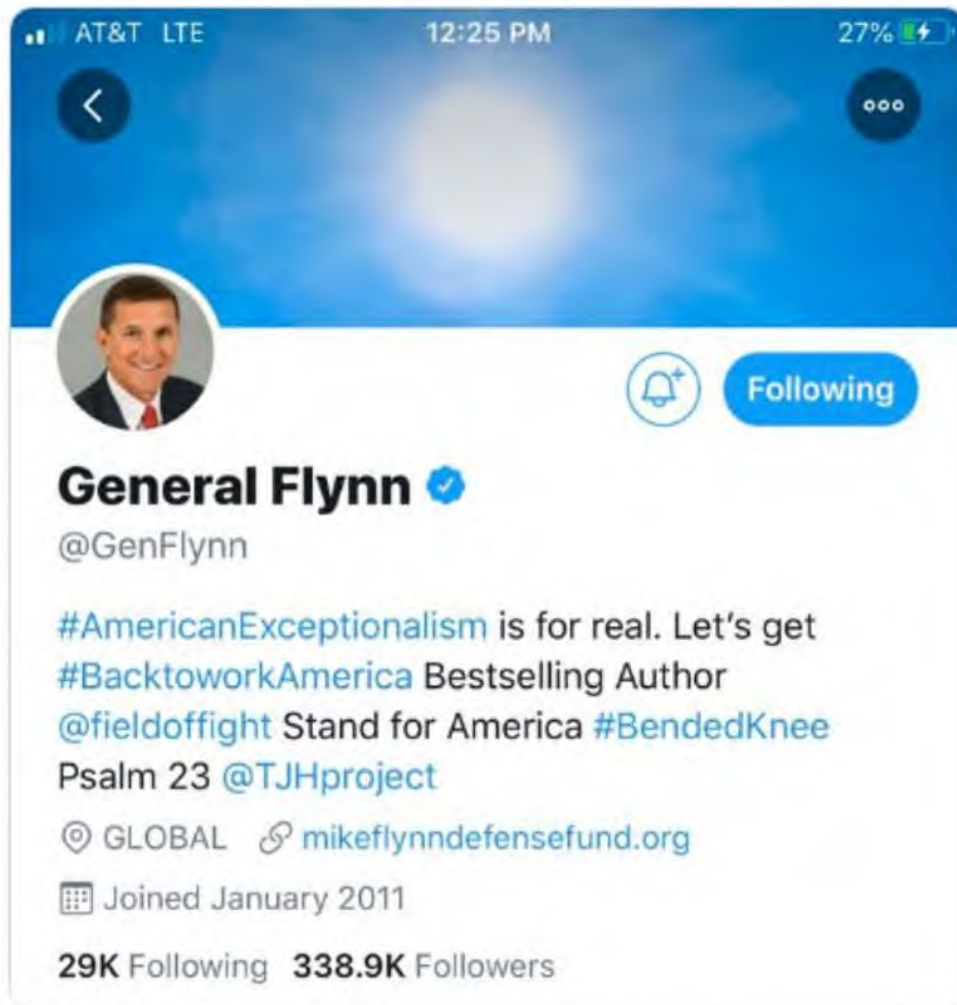 AT&T LTE 12:25 PM 27%
Following
General Flynn
@GenFlynn
#AmericanExceptionalism is for real. Let's get
#BacktoworkAmerica Bestselling Author
@fieldoffight Stand for America #BendedKnee
Psalm 23 @TJHproject
GLOBAL mikeflynndefensefund.org
Joined January 2011
29K Following 338.9K Followers